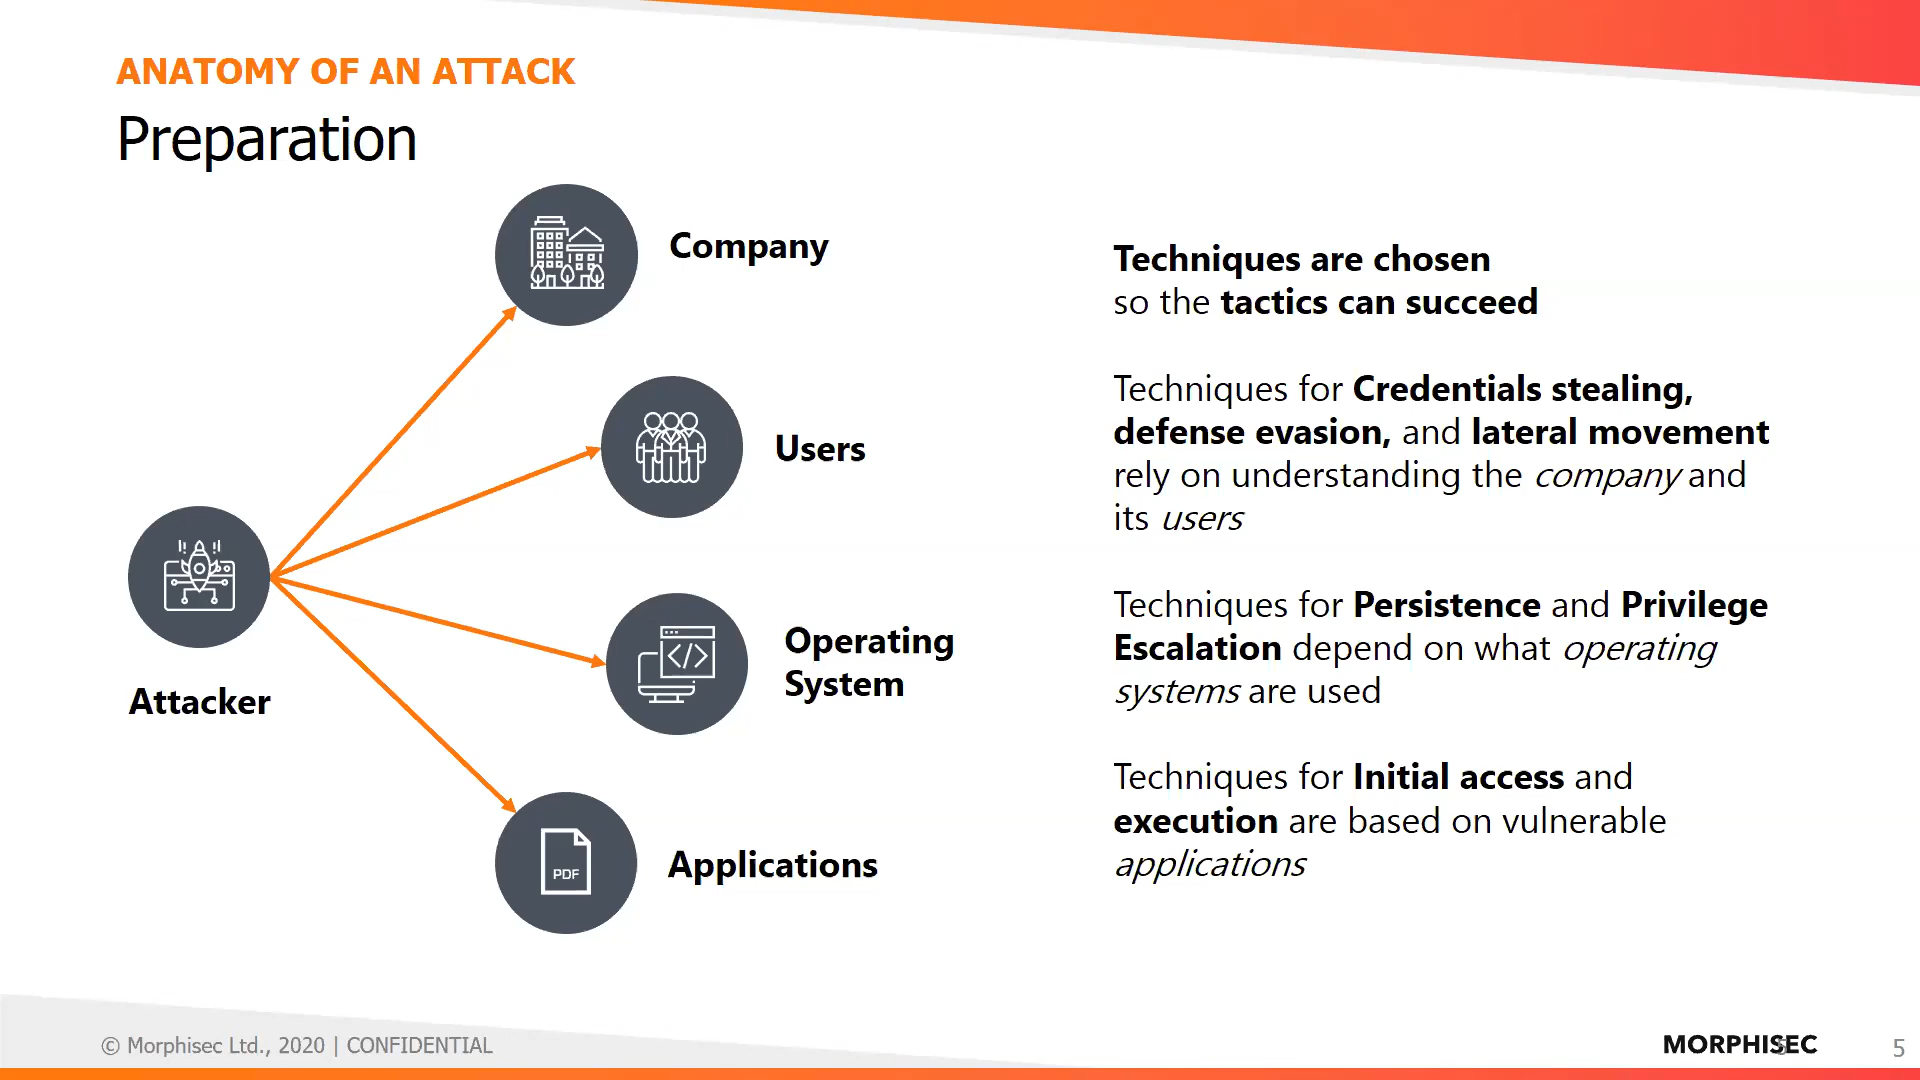 ANATOMY OF AN ATTACK
Preparation
Company
Users
Operating
System
Attacker
Applications
PDF
Techniques are chosen
so the tactics can succeed
Techniques for Credentials stealing,
defense evasion, and lateral movement
rely on understanding the company and
its users
Techniques for Persistence and Privilege
Escalation depend on what operating
systems are used
Techniques for Initial access and
execution are based on vulnerable
applications
© Morphisec Ltd., 2020 | CONFIDENTIAL
MORPHISEC
5
5